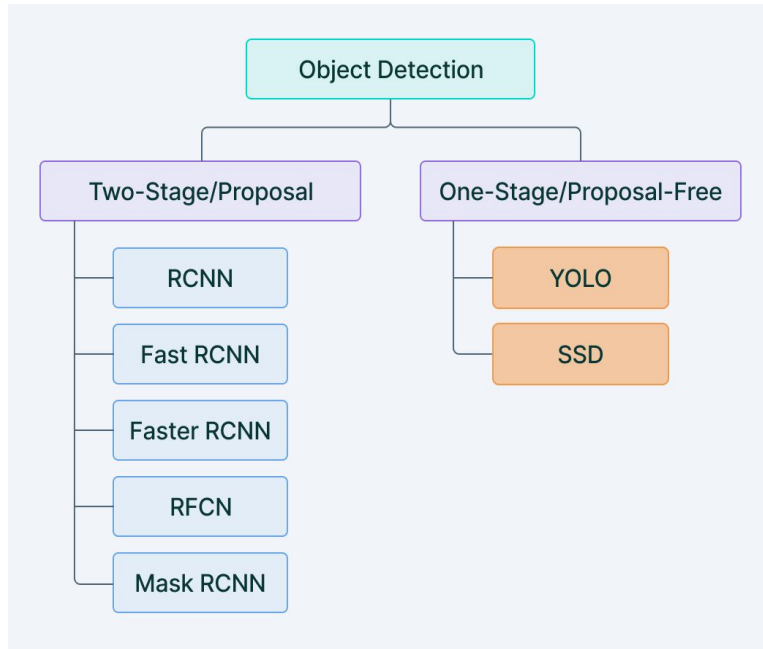 Object Detection
Two-Stage/Proposal
One-Stage/Proposal-Free
RCNN
Fast RCNN
Faster RCNN
RFCN
Mask RCNN
YOLO
SSD